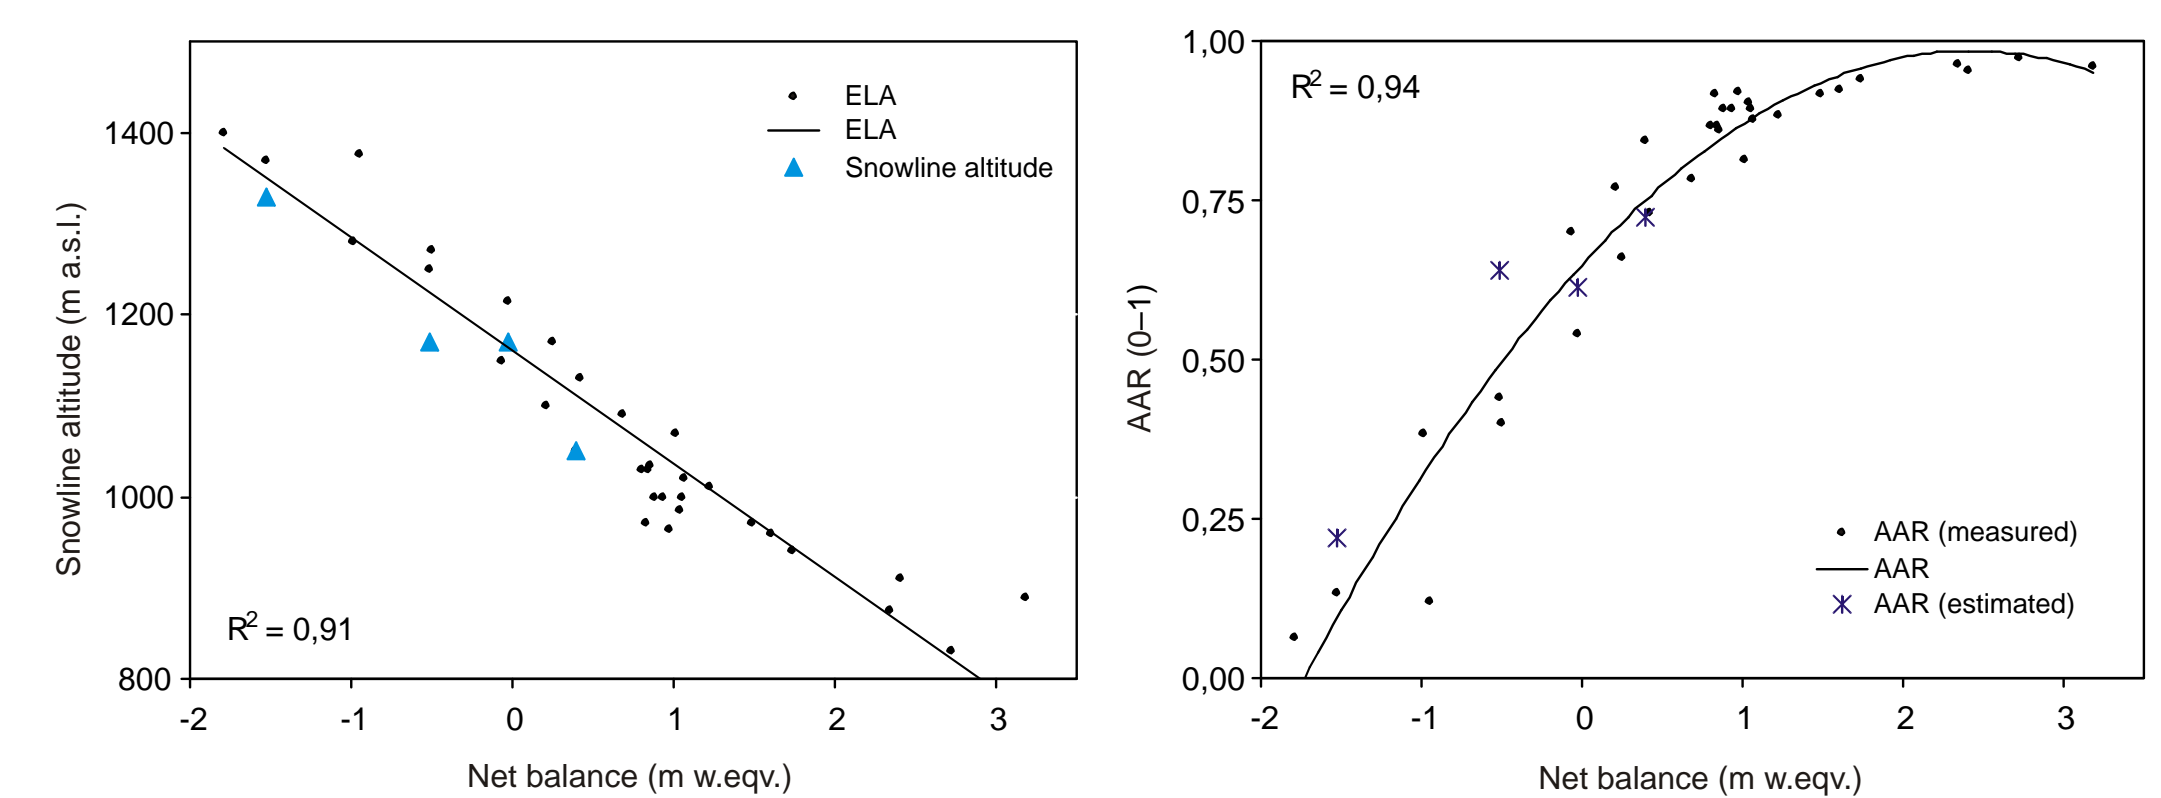 ELA
ELA
Snowline altitude
1400
1200
1000
800
Snowline altitude (m a.s.l.)
R2 = 0,91
-2 -1 0 1 2 3
Net balance (m w.eqv.)
1,00
0,75
0,50
0,25
0,00
AAR (0–1)
R2 = 0,94
AAR (measured)
AAR
AAR (estimated)
-2 -1 0 1 2 3
Net balance (m w.eqv.)